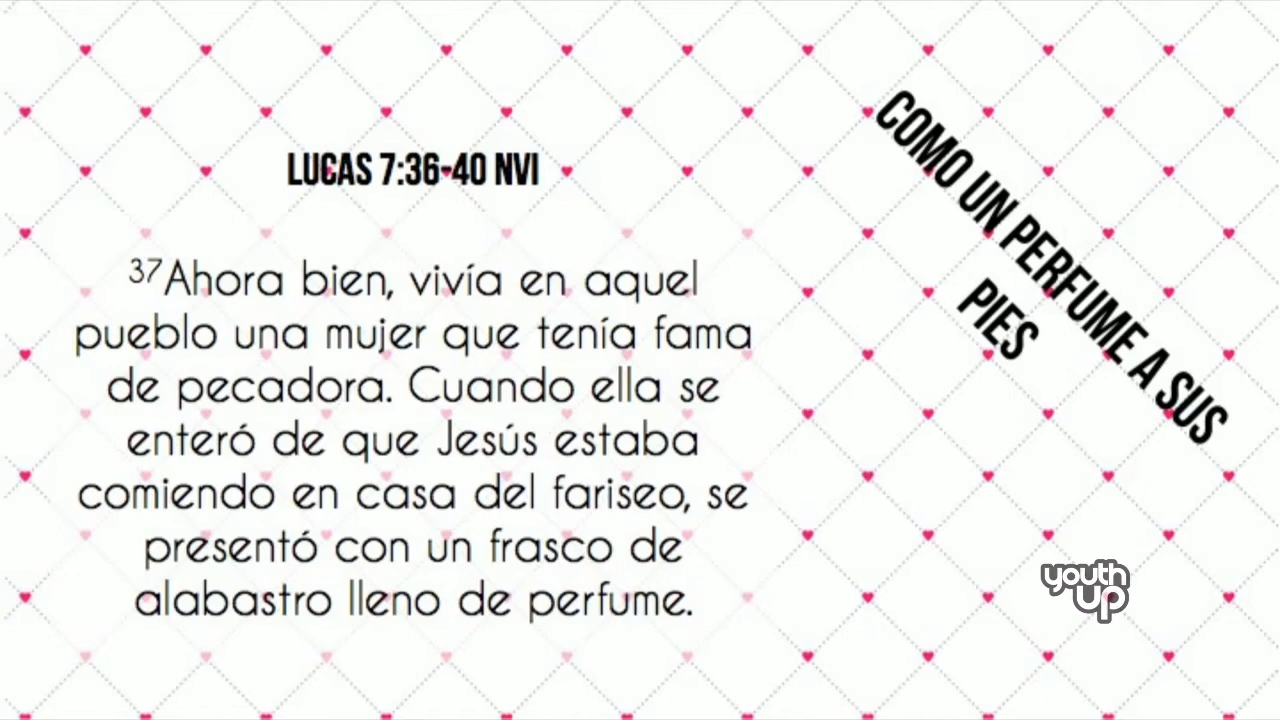 LUCAS 7:36-40 NVI
³⁷Ahora bien, vivía en aquel
pueblo una mujer que tenía fama
de pecadora. Cuando ella se
enteró de que Jesús estaba
comiendo en casa del fariseo, se
presentó con un frasco de
alabastro lleno de perfume.
COMO UN PERFUME A SUS
PIES
youth
UP